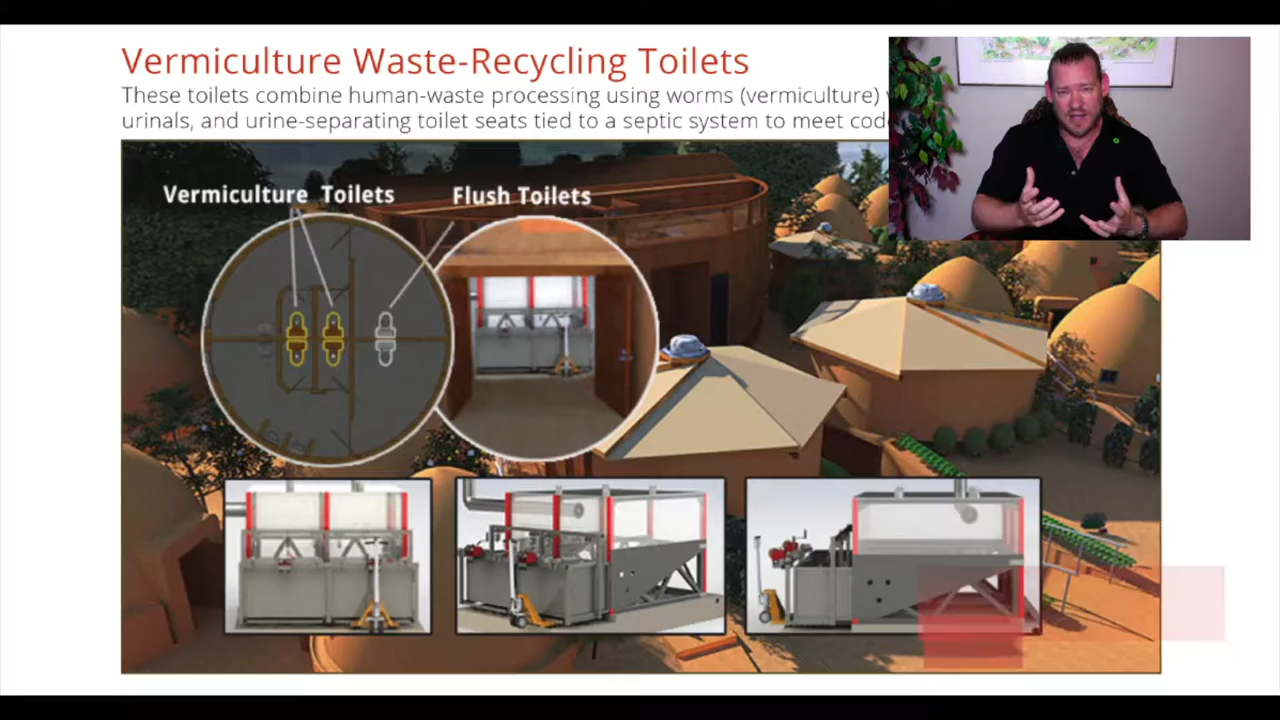 Vermiculture Waste-Recycling Toilets
These toilets combine human-waste processing using worms (vermiculture)
urinals, and urine-separating toilet seats tied to a septic system to meet
Vermiculture Toilets
Flush Toilets